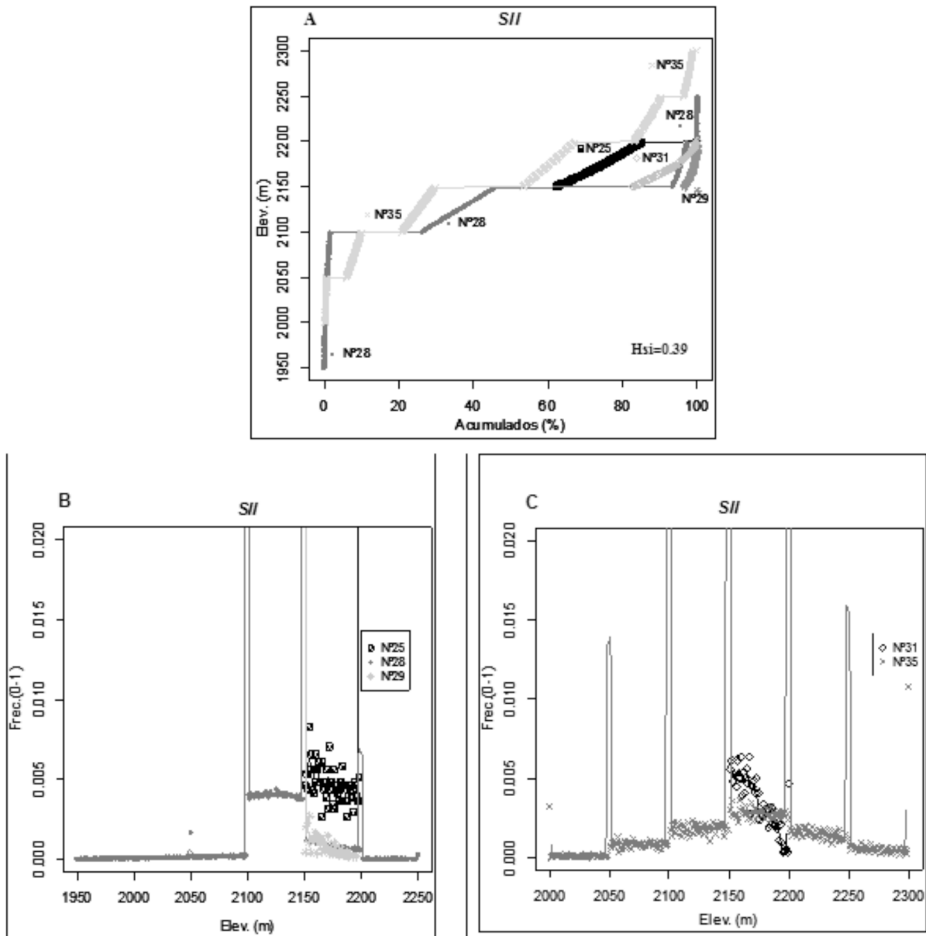 A
SII
Elev. (m)
2300
2250
2200
2150
2100
2050
2000
1950
Nº35
Nº28
Nº25
Nº31
Nº29
Nº35
Nº28
Nº28
Hsi=0.39
0 20 40 60 80 100
Acumulados (%)
B
SII
Frec.(0-1)
0.020
0.015
0.010
0.005
0.000
Nº25
Nº28
Nº29
1950 2000 2050 2100 2150 2200 2250
Elev. (m)
C
SII
Frec.(0-1)
0.020
0.015
0.010
0.005
0.000
Nº31
Nº35
2000 2050 2100 2150 2200 2250 2300
Elev. (m)